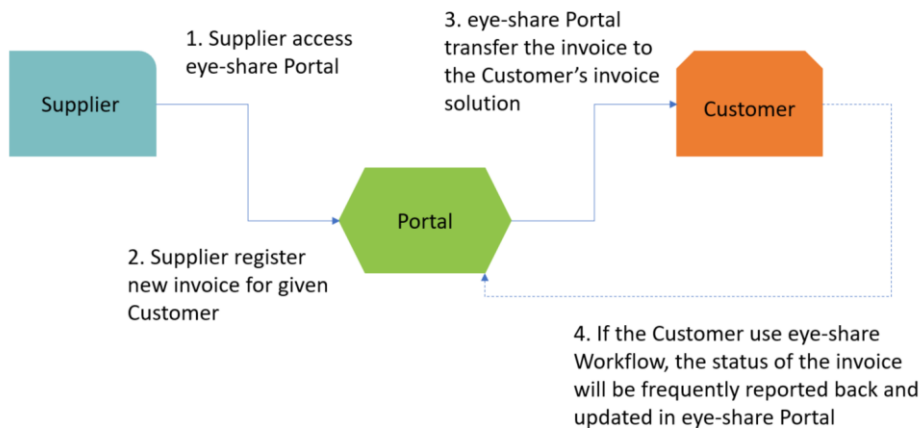 1. Supplier access
eye-share Portal
3. eye-share Portal
transfer the invoice to
the Customer's invoice
solution
Supplier
Customer
Portal
2. Supplier register
new invoice for given
Customer
4. If the Customer use eye-share
Workflow, the status of the invoice
will be frequently reported back and
updated in eye-share Portal